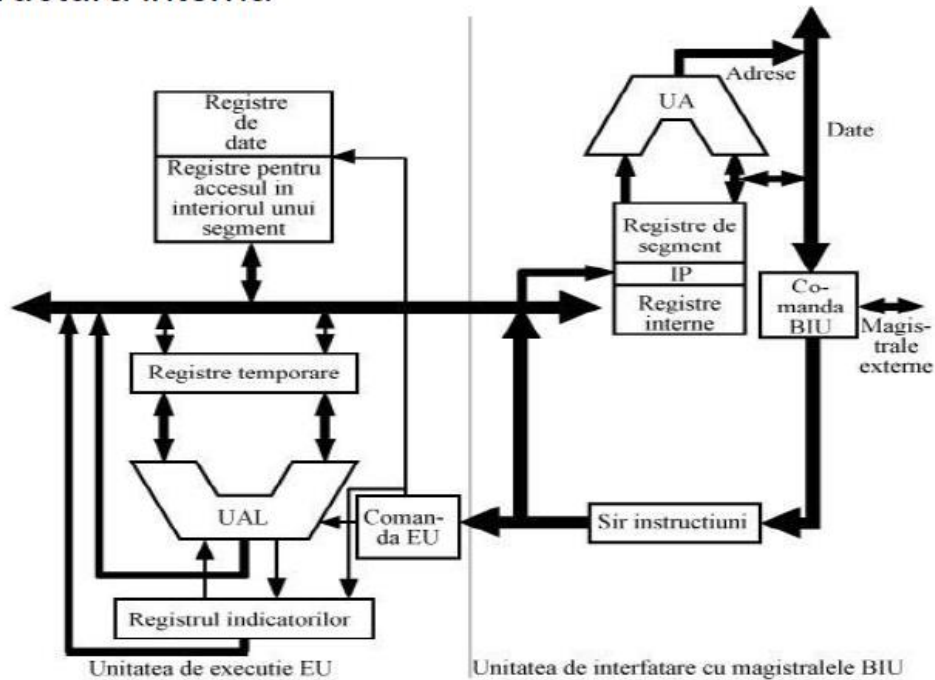 Registre
de
date
Registre pentru
accesul in
interiorul unui
segment
Registre temporare
UAL
Coman-
da EU
Registrul indicatorilor
Unitatea de executie EU
Adrese
UA
Date
Registre de
segment
IP
Registre
interne
Co-
manda
BIU
Magis-
trale
externe
Sir instructiuni
Unitatea de interfatare cu magistralele BIU